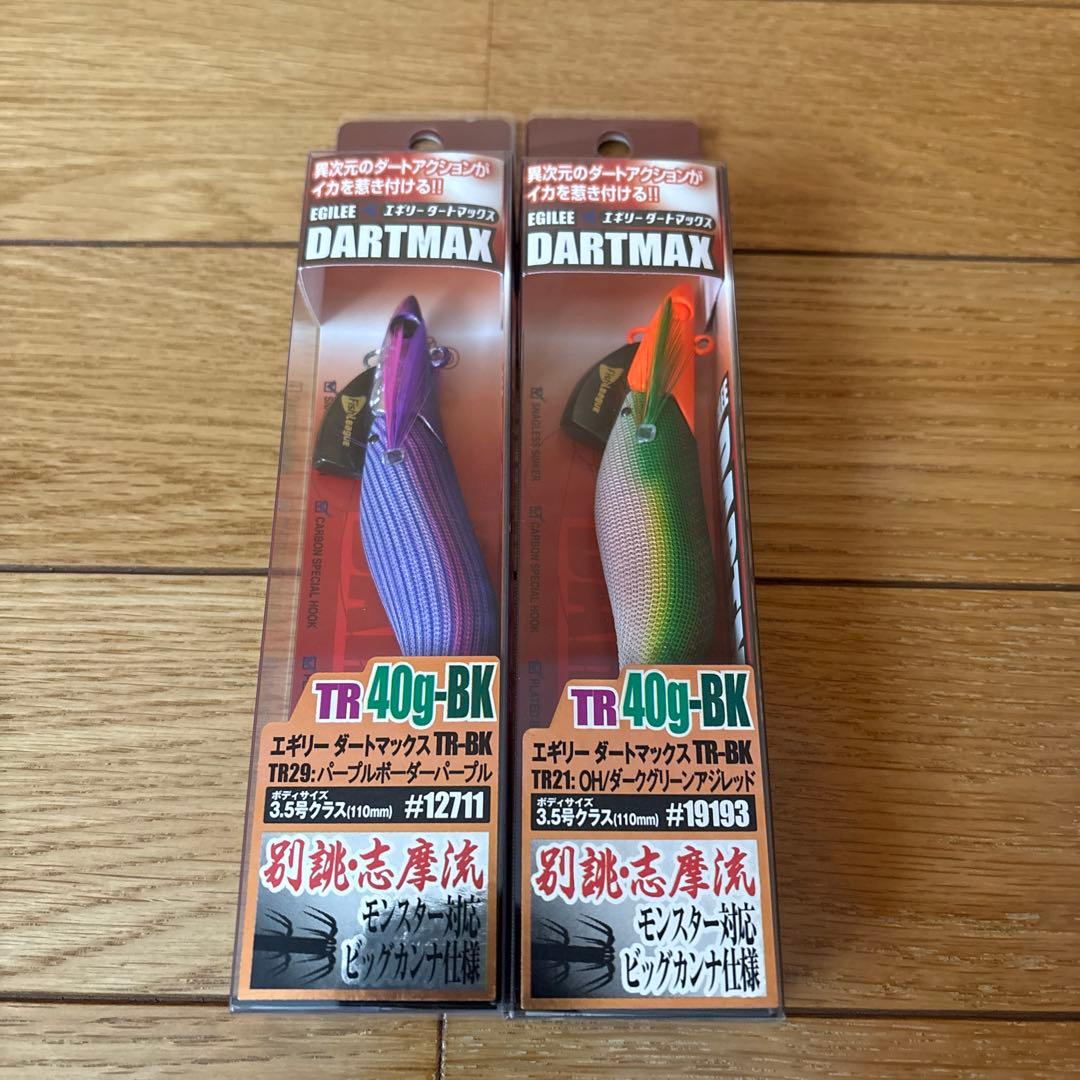 異次元のダートアクションが
イカを惹き付ける!!
EGILEE エギリーダートマックス
DARTMAX
FishLeague
CARBON SPECIAL HOOK
TR 40g-BK
エギリー ダートマックス TR-BK
TR29:パープルボーダーパープル
ボディサイズ
3.5号クラス(110mm) #12711
別誂・志摩流
モンスター対応
ビッグカンナ仕様
異次元のダートアクションが
イカを惹き付ける!!
EGILEE エギリーダートマックス
DARTMAX
FishLeague
SNAGLESS SINKER
CARBON SPECIAL HOOK
TR 40g-BK
エギリー ダートマックス TR-BK
TR21:OH/ダークグリーンアジレッド
ボディサイズ
3.5号クラス(110mm) #19193
別誂・志摩流
モンスター対応
ビッグカンナ仕様